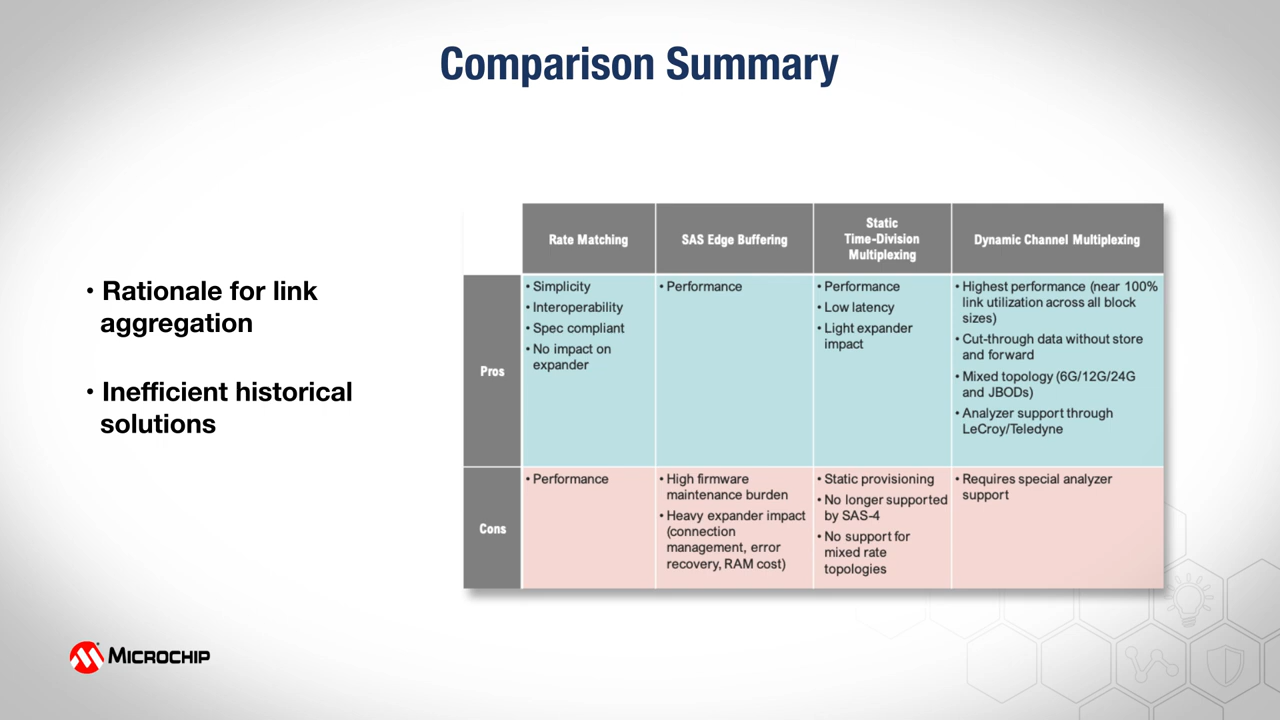 Comparison Summary
• Rationale for link
aggregation
• Inefficient historical
solutions
Rate Matching
SAS Edge Buffering
Static
Time-Division
Multiplexing
Dynamic Channel Multiplexing
Pros
• Simplicity
• Interoperability
• Spec compliant
• No impact on
expander
• Performance
• Performance
• Low latency
• Light expander
impact
• Highest performance (near 100%
link utilization across all block
sizes)
• Cut-through data without store
and forward
• Mixed topology (6G/12G/24G
and JBODs)
• Analyzer support through
LeCroy/Teledyne
Cons
• Performance
• High firmware
maintenance burden
• Heavy expander impact
(connection
management, error
recovery, RAM cost)
• Static provisioning
• No longer supported
by SAS-4
• No support for
mixed rate
topologies
• Requires special analyzer
support
MICROCHIP